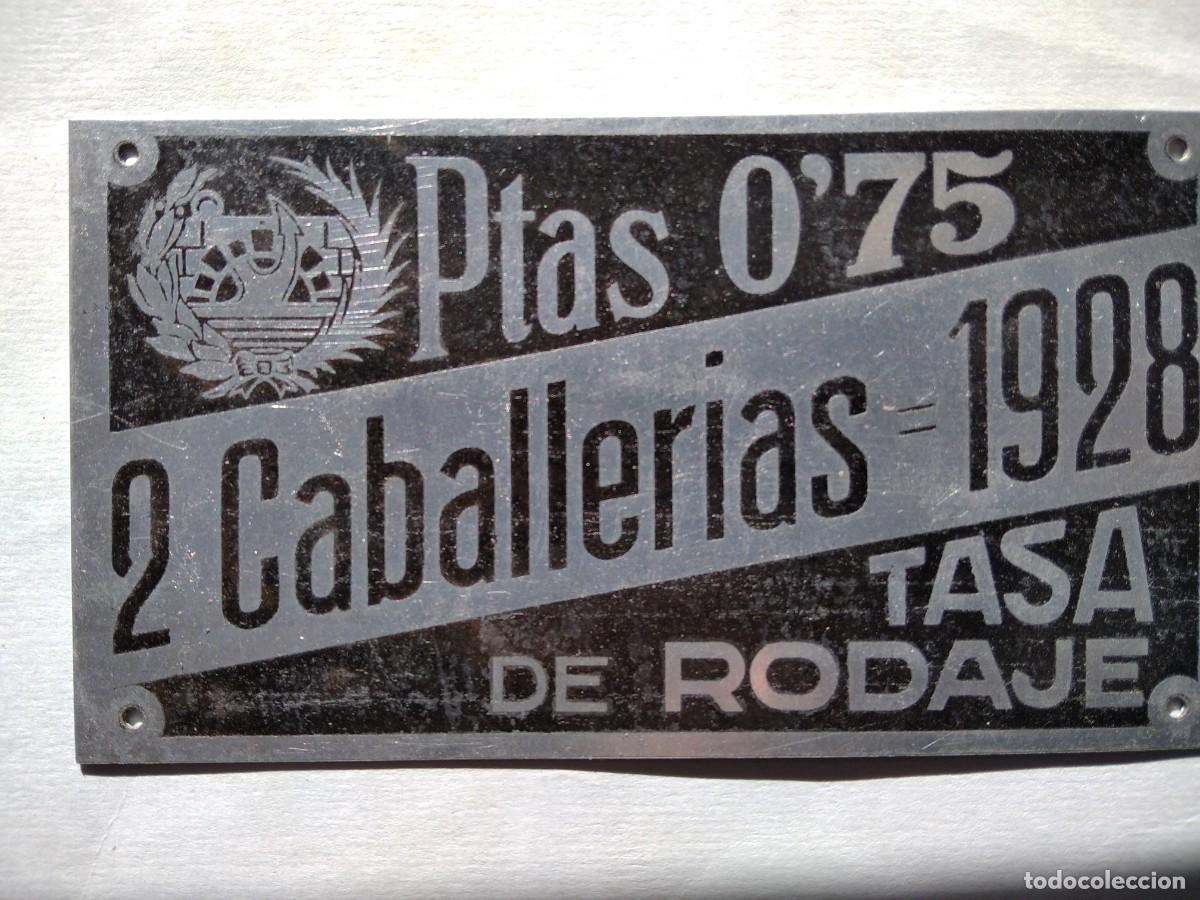 Ptas 0'75
2 Caballerias = 1928
TASA
DE RODAJE
todocoleccion